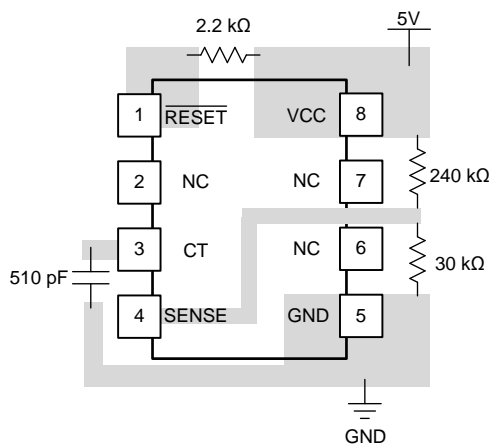 2.2 kΩ
5V
1
RESET
VCC
8
2
NC
NC
7
240 kΩ
3
CT
NC
6
510 pF
30 kΩ
4
SENSE
GND
5
GND